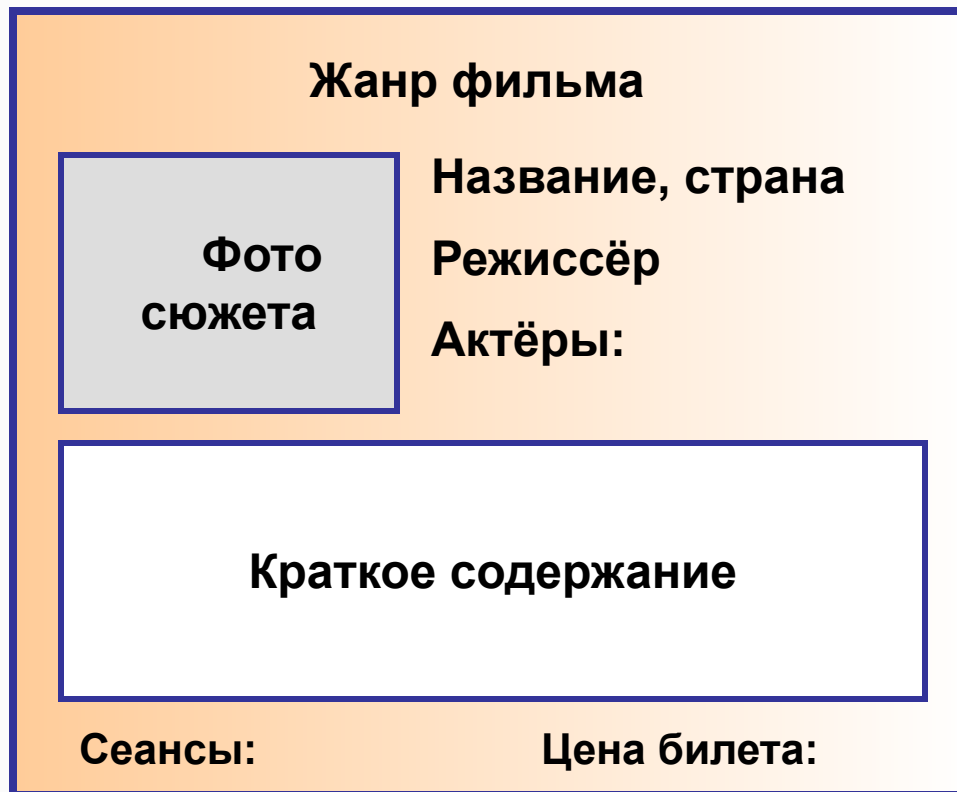 Жанр фильма
Название, страна
Фото
сюжета
Режиссёр
Актёры:
Краткое содержание
Сеансы:
Цена билета: